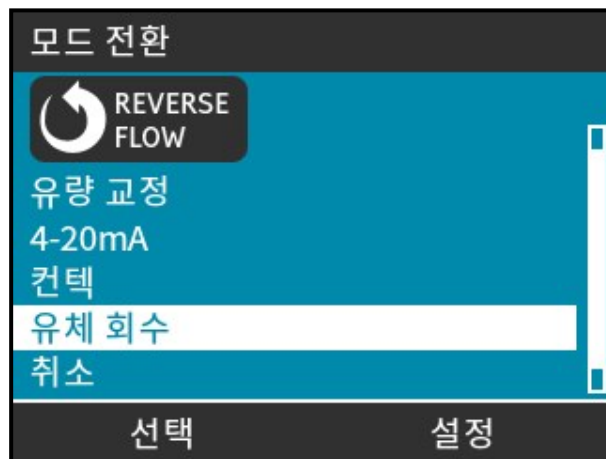 모드 전환
REVERSE
FLOW
유량 교정
4-20mA
컨텍
유체 회수
취소
선택 설정